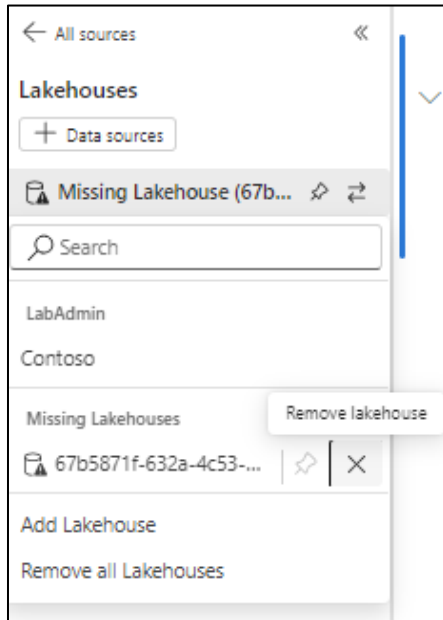 All sources
Lakehouses
Data sources
Missing Lakehouse (67b...
Search
LabAdmin
Contoso
Missing Lakehouses
Remove lakehouse
67b5871f-632a-4c53-...
Add Lakehouse
Remove all Lakehouses